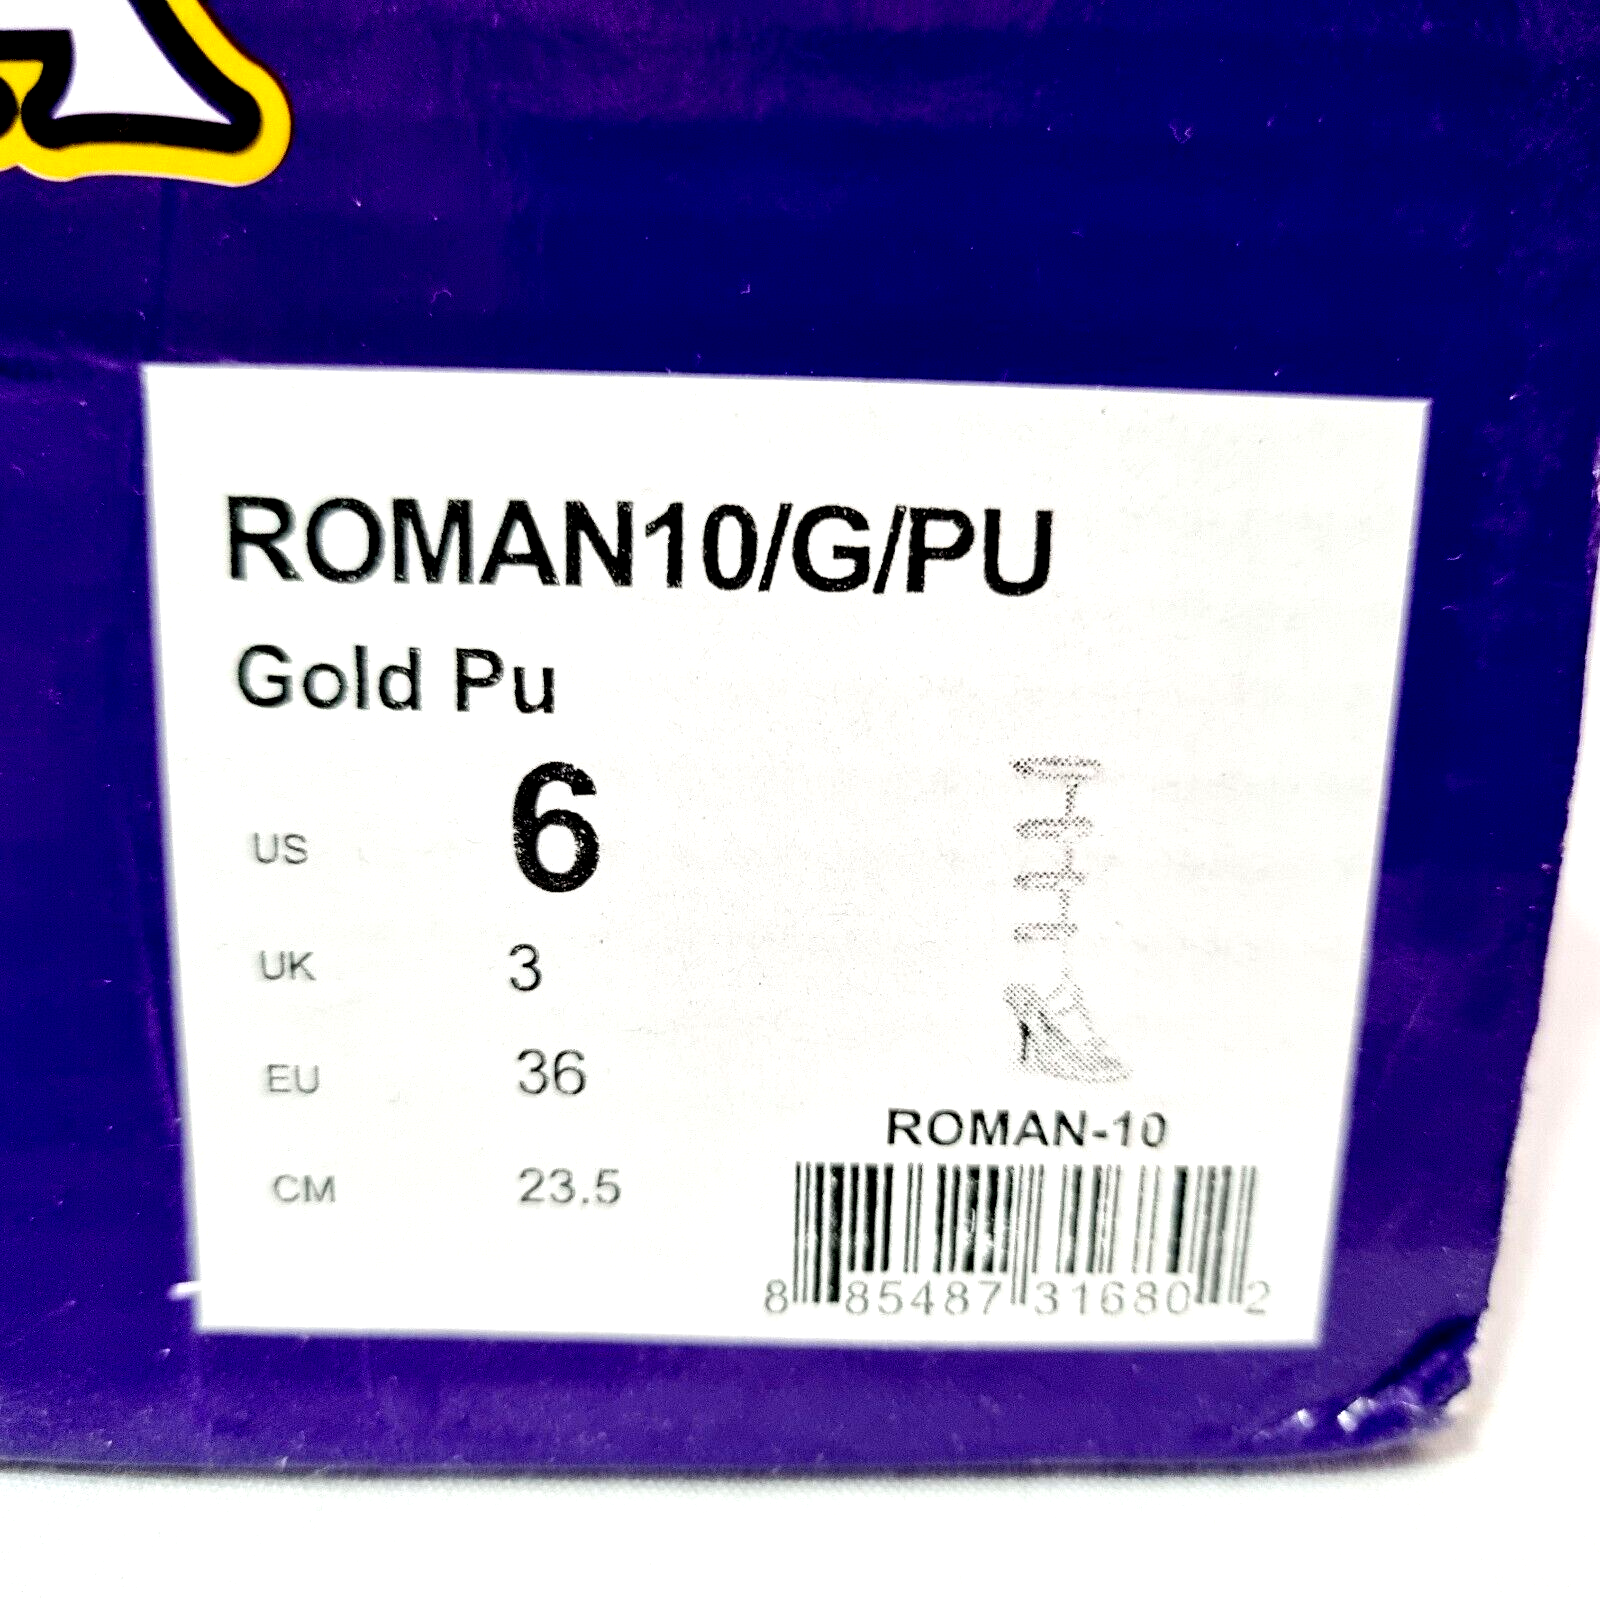 ROMAN10/G/PU
Gold Pu
US 6
UK 3
EU 36
CM 23.5
ROMAN-10
8 85487 31680 2